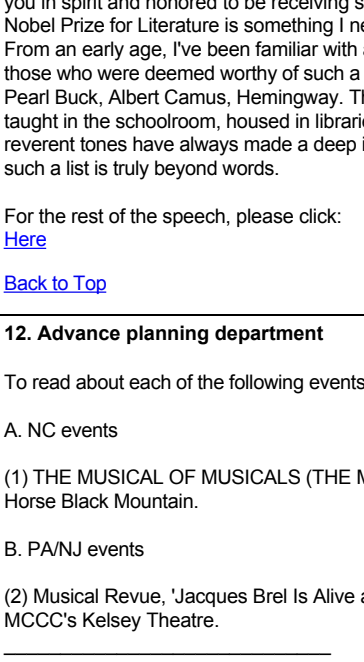 you in spirit and honored to be receiving s
Nobel Prize for Literature is something I ne
From an early age, I've been familiar with
those who were deemed worthy of such a
Pearl Buck, Albert Camus, Hemingway. Th
taught in the schoolroom, housed in librari
reverent tones have always made a deep i
such a list is truly beyond words.
For the rest of the speech, please click:
Here
Back to Top
12. Advance planning department
To read about each of the following events
A. NC events
(1) THE MUSICAL OF MUSICALS (THE M
Horse Black Mountain.
B. PA/NJ events
(2) Musical Revue, 'Jacques Brel Is Alive a
MCCC's Kelsey Theatre.